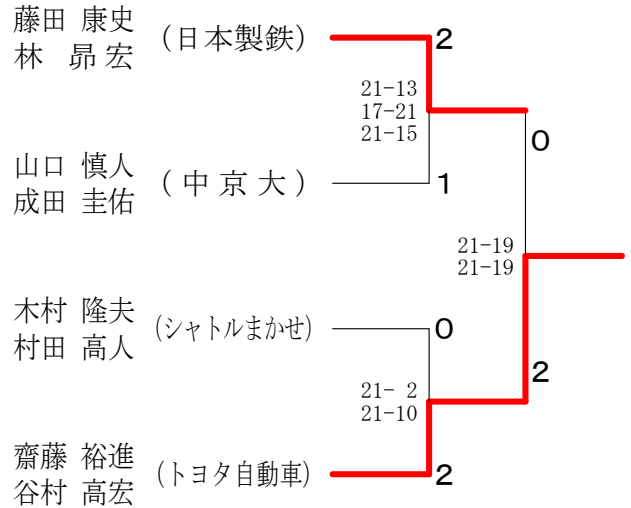 藤田 康史
林 昴宏
(日本製鉄)
2
21-13
17-21
21-15
0
山口 慎人
成田 圭佑
(中京大)
1
21-19
21-19
木村 隆夫
村田 高人
(シャトルまかせ)
0
2
21- 2
21-10
齋藤 裕進
谷村 高宏
(トヨタ自動車)
2